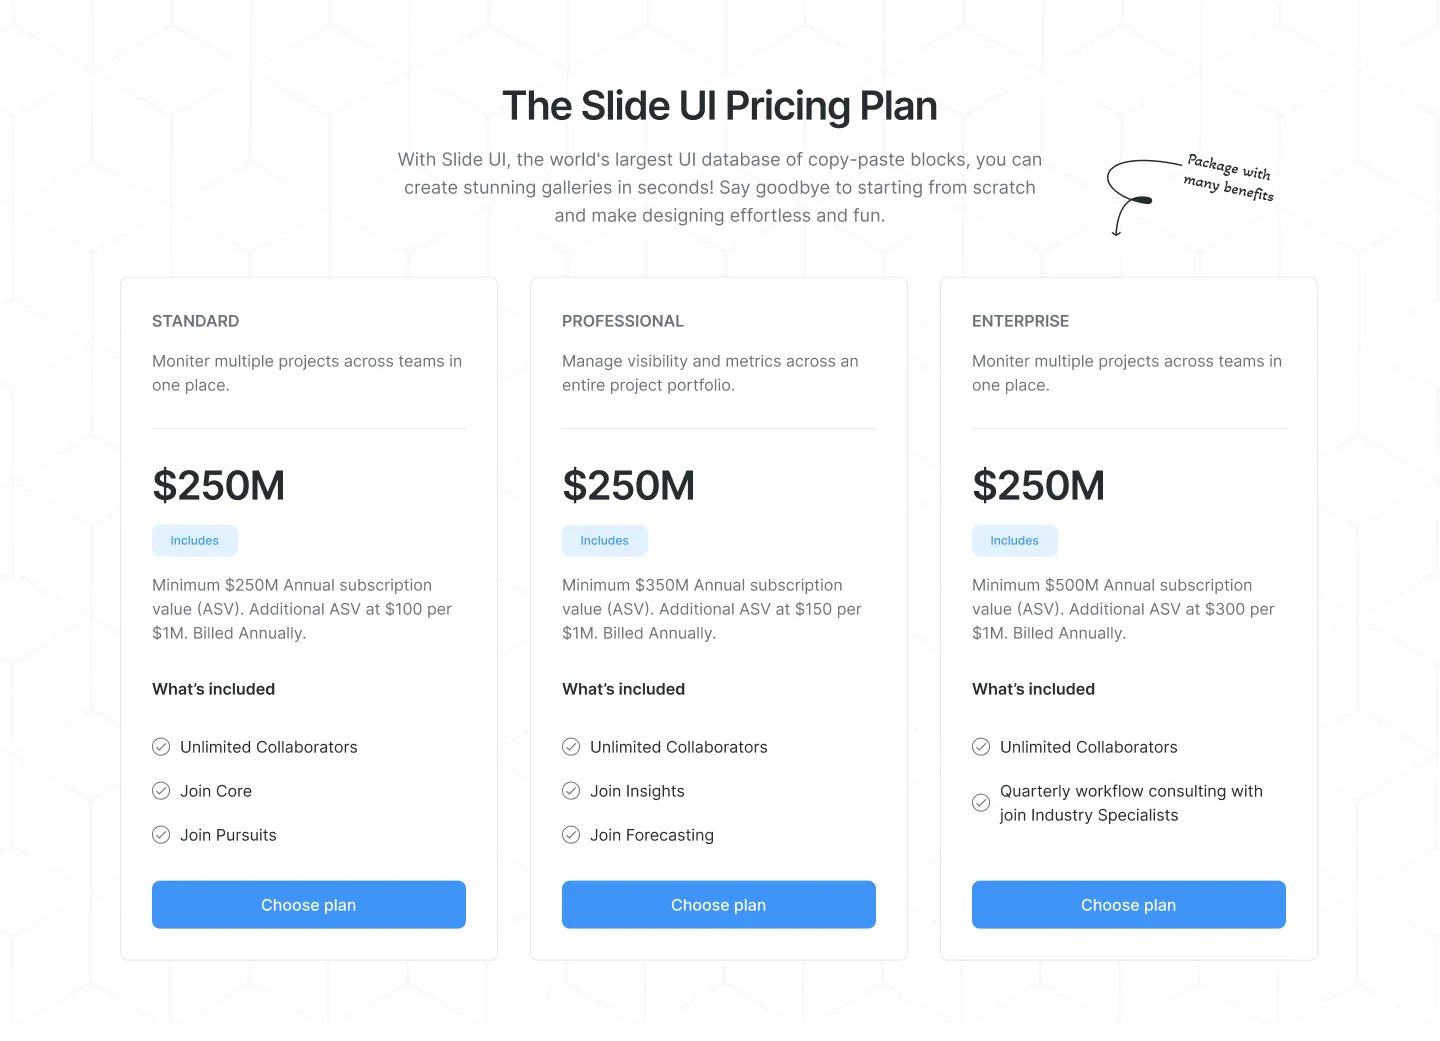 The Slide UI Pricing Plan
With Slide UI, the world's largest UI database of copy-paste blocks, you can
create stunning galleries in seconds! Say goodbye to starting from scratch
and make designing effortless and fun.
Package with
many benefits
STANDARD
Moniter multiple projects across teams in
one place.
$250M
Includes
Minimum $250M Annual subscription
value (ASV). Additional ASV at $100 per
$1M. Billed Annually.
What’s included
Unlimited Collaborators
Join Core
Join Pursuits
Choose plan
PROFESSIONAL
Manage visibility and metrics across an
entire project portfolio.
$250M
Includes
Minimum $350M Annual subscription
value (ASV). Additional ASV at $150 per
$1M. Billed Annually.
What’s included
Unlimited Collaborators
Join Insights
Join Forecasting
Choose plan
ENTERPRISE
Moniter multiple projects across teams in
one place.
$250M
Includes
Minimum $500M Annual subscription
value (ASV). Additional ASV at $300 per
$1M. Billed Annually.
What’s included
Unlimited Collaborators
Quarterly workflow consulting with
join Industry Specialists
Choose plan